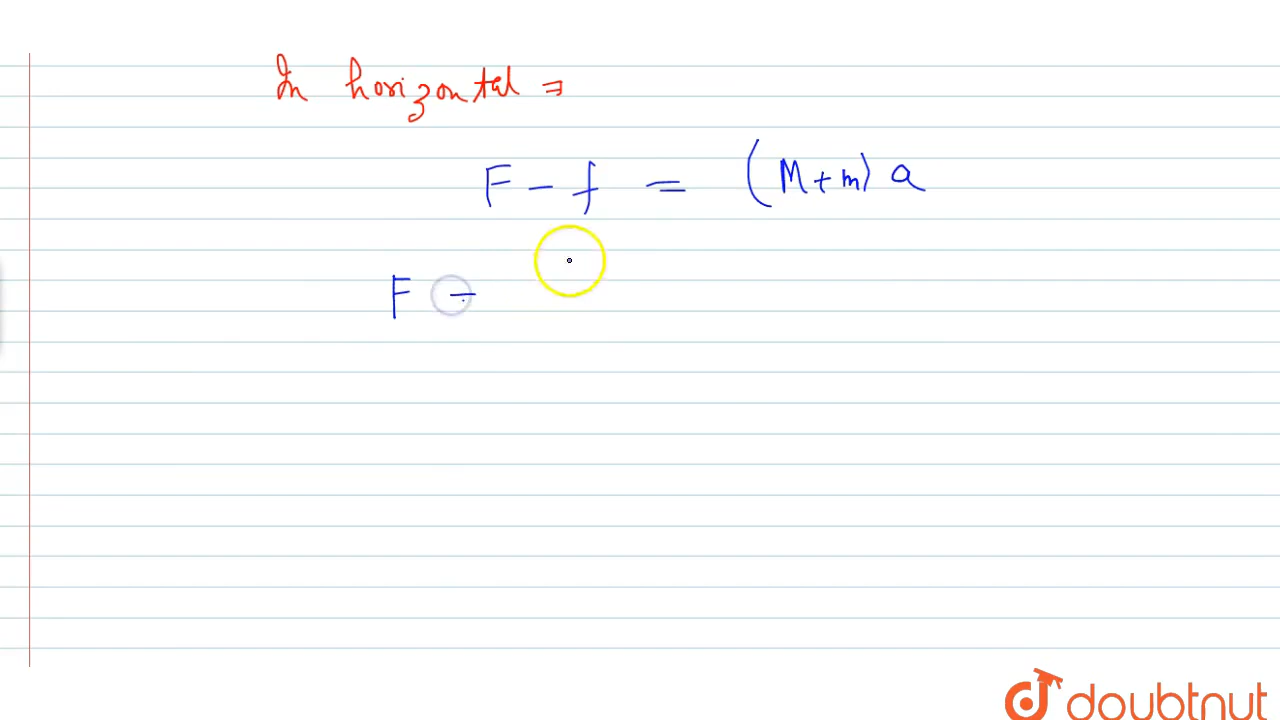 In horizontal ⇒
F - f = (M+m) a
F -
doubtnut